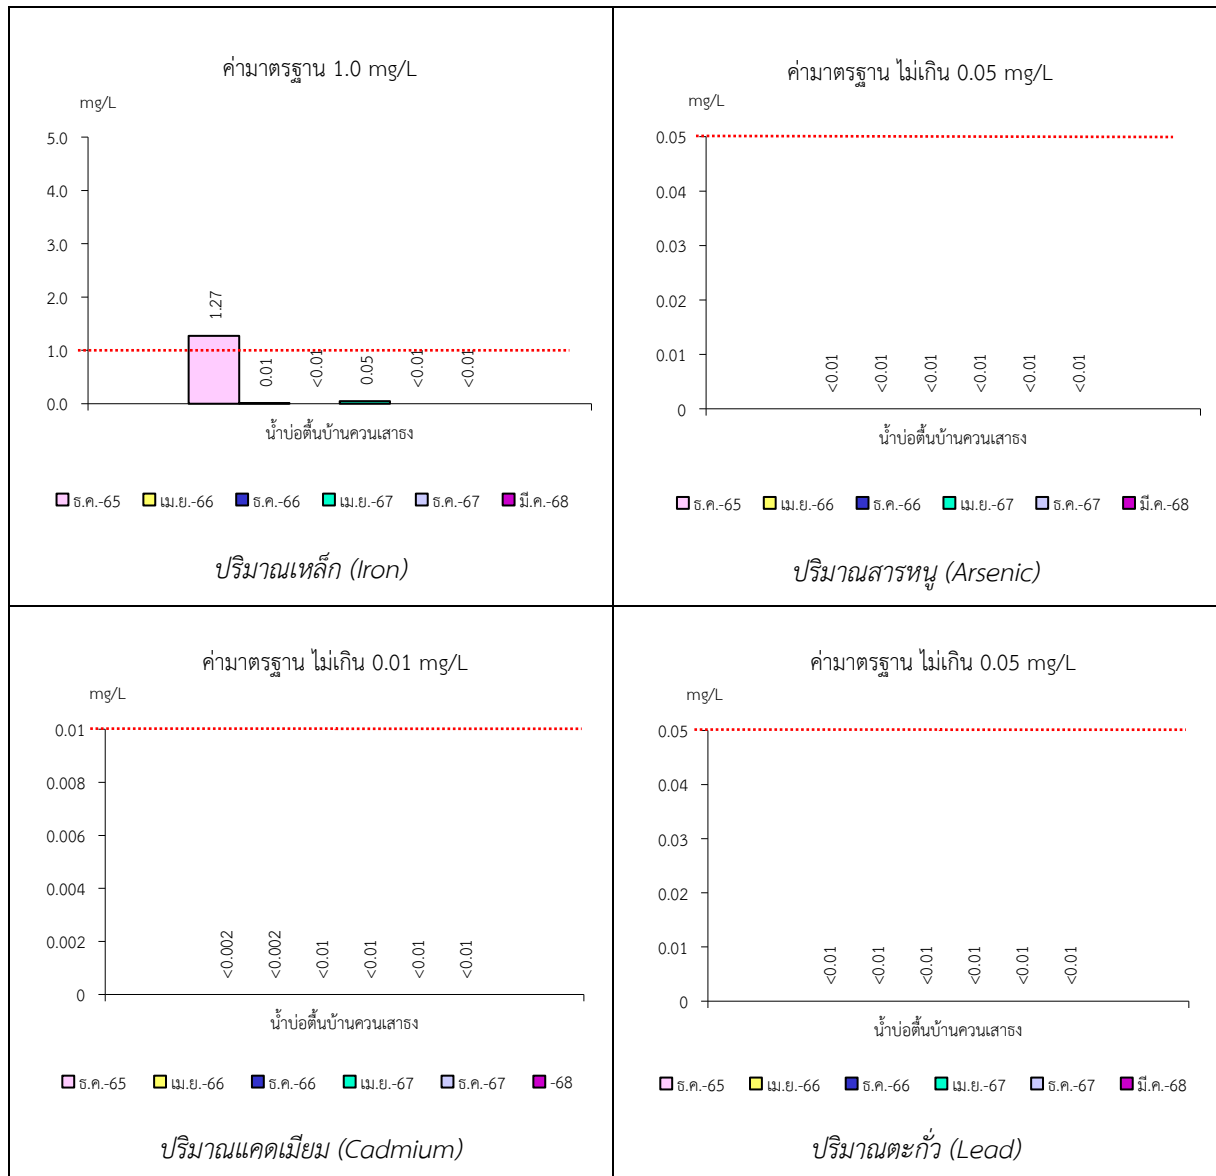 ค่ามาตรฐาน 1.0 mg/L
mg/L
5.0
4.0
3.0
2.0
1.0
0.0
1.27
0.01
<0.01
0.05
<0.01
<0.01
น้ำบ่อตื้นบ้านควนเสาธง
ธ.ค.-65 เม.ย.-66 ธ.ค.-66 เม.ย.-67 ธ.ค.-67 มี.ค.-68
ปริมาณเหล็ก (Iron)
ค่ามาตรฐาน ไม่เกิน 0.05 mg/L
mg/L
0.05
0.04
0.03
0.02
0.01
0
<0.01
<0.01
<0.01
<0.01
<0.01
<0.01
น้ำบ่อตื้นบ้านควนเสาธง
ธ.ค.-65 เม.ย.-66 ธ.ค.-66 เม.ย.-67 ธ.ค.-67 มี.ค.-68
ปริมาณสารหนู (Arsenic)
ค่ามาตรฐาน ไม่เกิน 0.01 mg/L
mg/L
0.01
0.008
0.006
0.004
0.002
0
<0.002
<0.002
<0.01
<0.01
<0.01
<0.01
น้ำบ่อตื้นบ้านควนเสาธง
ธ.ค.-65 เม.ย.-66 ธ.ค.-66 เม.ย.-67 ธ.ค.-67 -68
ปริมาณแคดเมียม (Cadmium)
ค่ามาตรฐาน ไม่เกิน 0.05 mg/L
mg/L
0.05
0.04
0.03
0.02
0.01
0
<0.01
<0.01
<0.01
<0.01
<0.01
<0.01
น้ำบ่อตื้นบ้านควนเสาธง
ธ.ค.-65 เม.ย.-66 ธ.ค.-66 เม.ย.-67 ธ.ค.-67 มี.ค.-68
ปริมาณตะกั่ว (Lead)